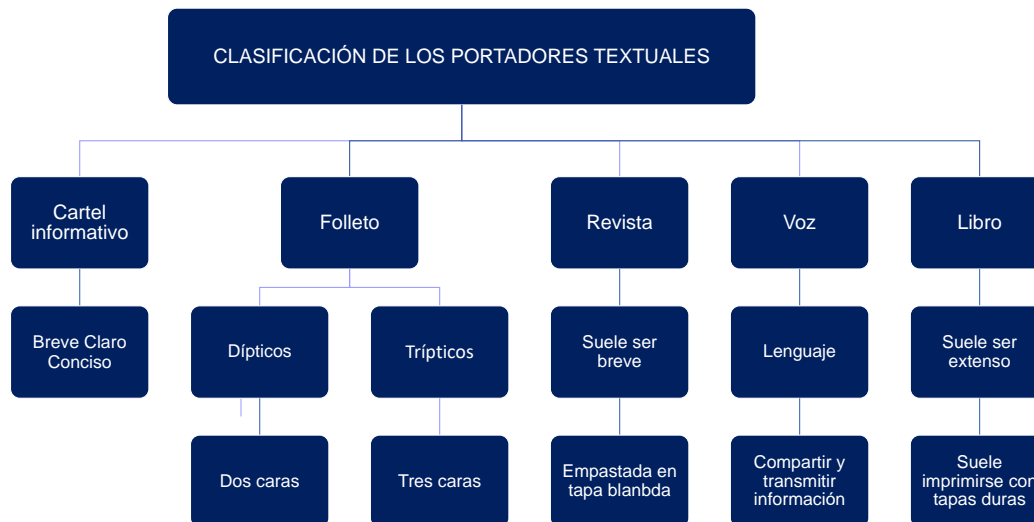 CLASIFICACIÓN DE LOS PORTADORES TEXTUALES
Cartel
informativo
Folleto
Revista
Voz
Libro
Breve Claro
Conciso
Dípticos
Trípticos
Suele ser
breve
Lenguaje
Suele ser
extenso
Dos caras
Tres caras
Empastada en
tapa blanbda
Compartir y
transmitir
información
Suele
imprimirse con
tapas duras